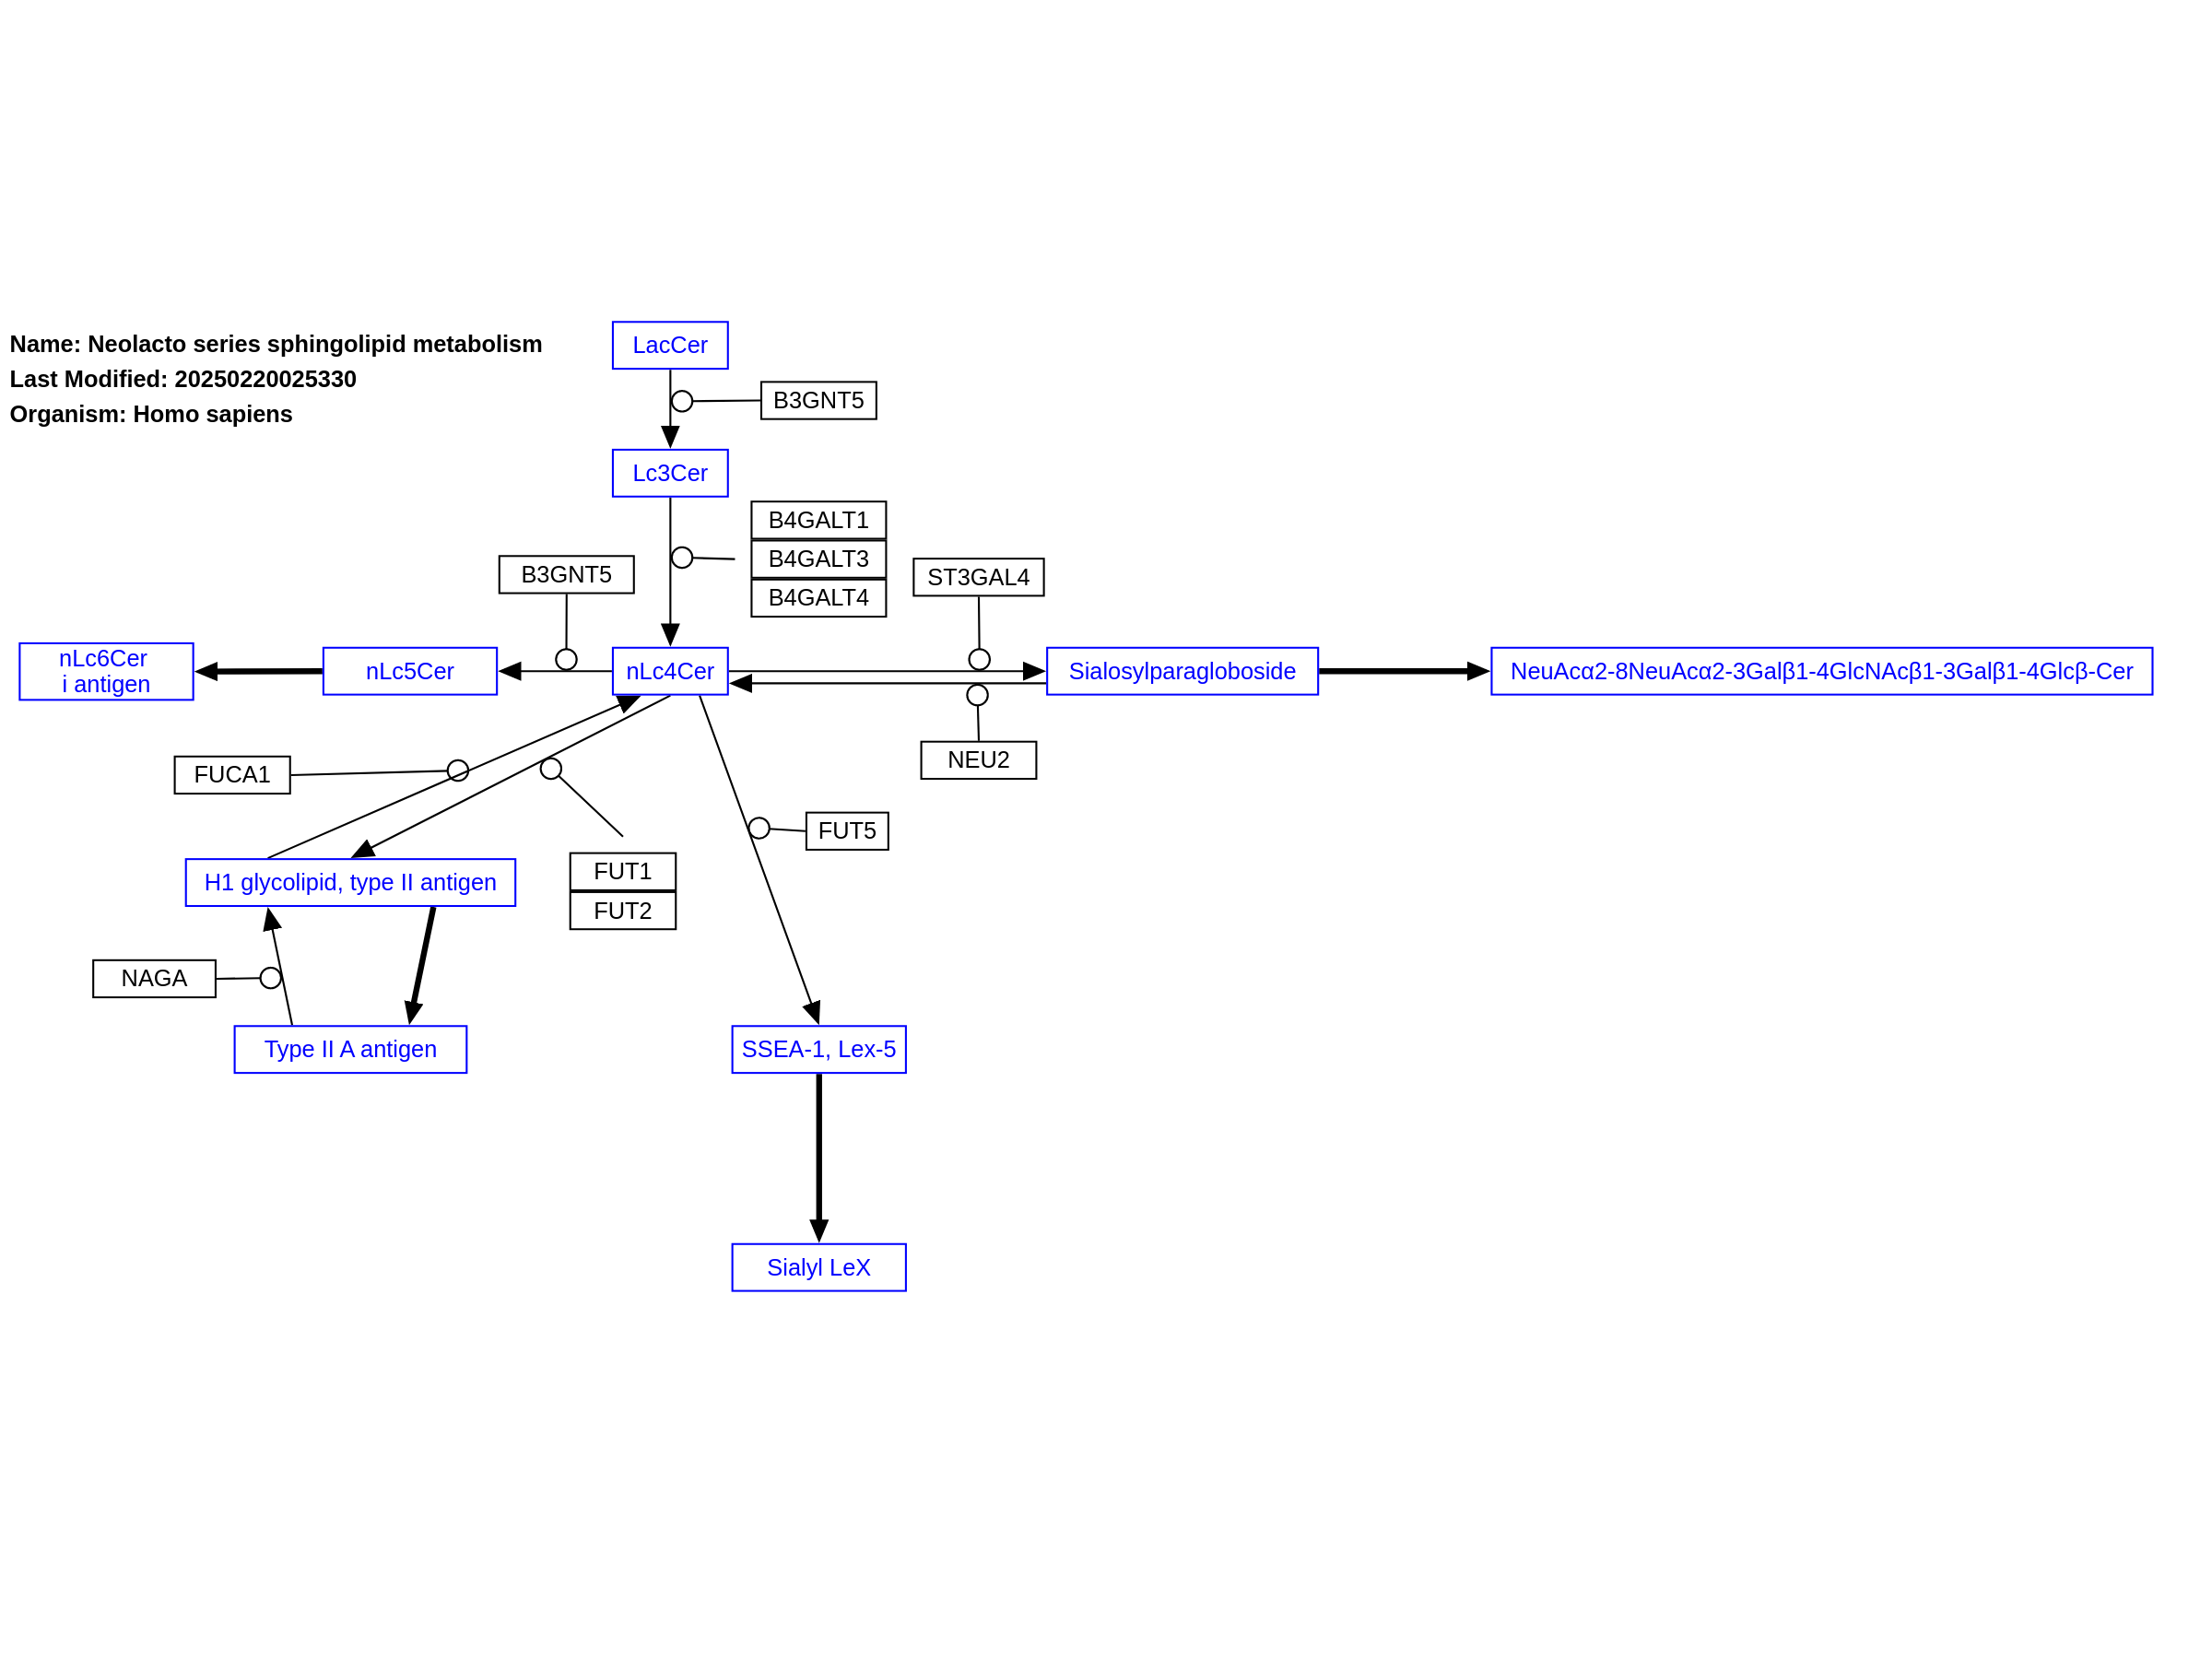 Name: Neolacto series sphingolipid metabolism
Last Modified: 20250220025330
Organism: Homo sapiens
LacCer
B3GNT5
Lc3Cer
B4GALT1
B4GALT3
B4GALT4
B3GNT5
ST3GAL4
nLc6Cer
i antigen
nLc5Cer
nLc4Cer
Sialosylparagloboside
NeuAcα2-8NeuAcα2-3Galβ1-4GlcNAcβ1-3Galβ1-4Glcβ-Cer
NEU2
FUCA1
FUT5
H1 glycolipid, type II antigen
FUT1
FUT2
NAGA
Type II A antigen
SSEA-1, Lex-5
Sialyl LeX